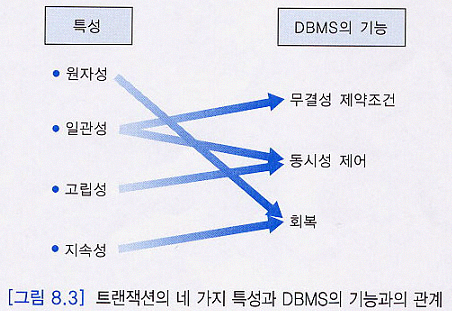 특성
DBMS의 기능
• 원자성
• 일관성
• 고립성
• 지속성
무결성 제약조건
동시성 제어
회복
[그림 8.3] 트랜잭션의 네 가지 특성과 DBMS의 기능과의 관계